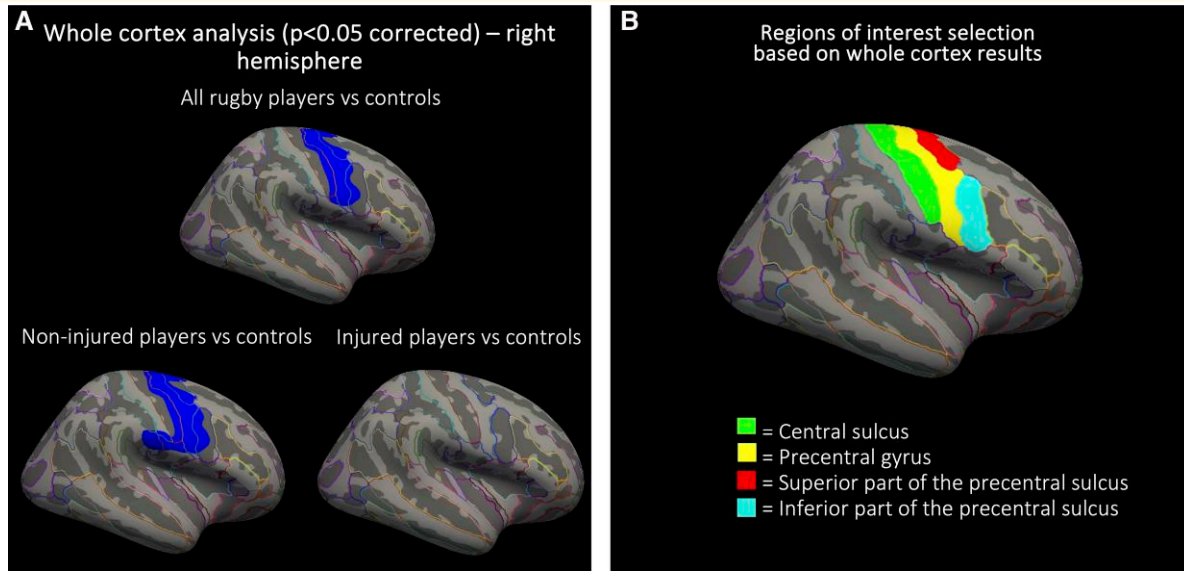 A
Whole cortex analysis (p<0.05 corrected) – right
hemisphere
All rugby players vs controls
Non-injured players vs controls
Injured players vs controls
B
Regions of interest selection
based on whole cortex results
= Central sulcus
= Precentral gyrus
= Superior part of the precentral sulcus
= Inferior part of the precentral sulcus